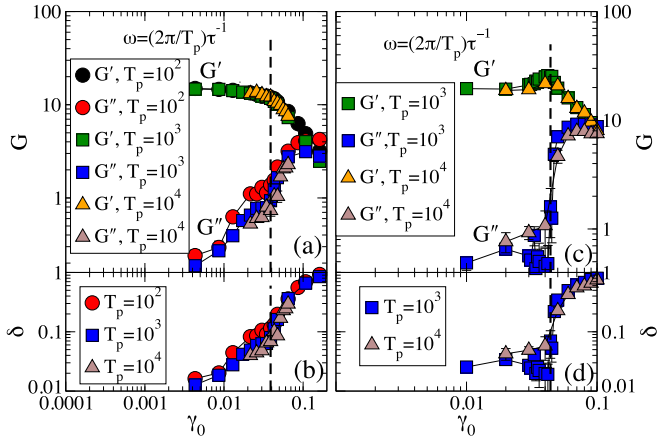 ω=(2π/Tₚ)τ⁻¹
G
100
10
1
G′
G′, Tₚ=10²
G″, Tₚ=10²
G′, Tₚ=10³
G″, Tₚ=10³
G′, Tₚ=10⁴
G″, Tₚ=10⁴
G″
(a)
ω=(2π/Tₚ)τ⁻¹
G′
G′, Tₚ=10³
G″,Tₚ=10³
G′, Tₚ=10⁴
G″, Tₚ=10⁴
G″
(c)
100
10
1
G
δ
1
0.1
0.01
Tₚ=10²
Tₚ=10³
Tₚ=10⁴
(b)
0.0001 0.001 0.01 0.1
γ₀
Tₚ=10³
Tₚ=10⁴
(d)
1
0.1
0.01
δ
0.01 0.1
γ₀